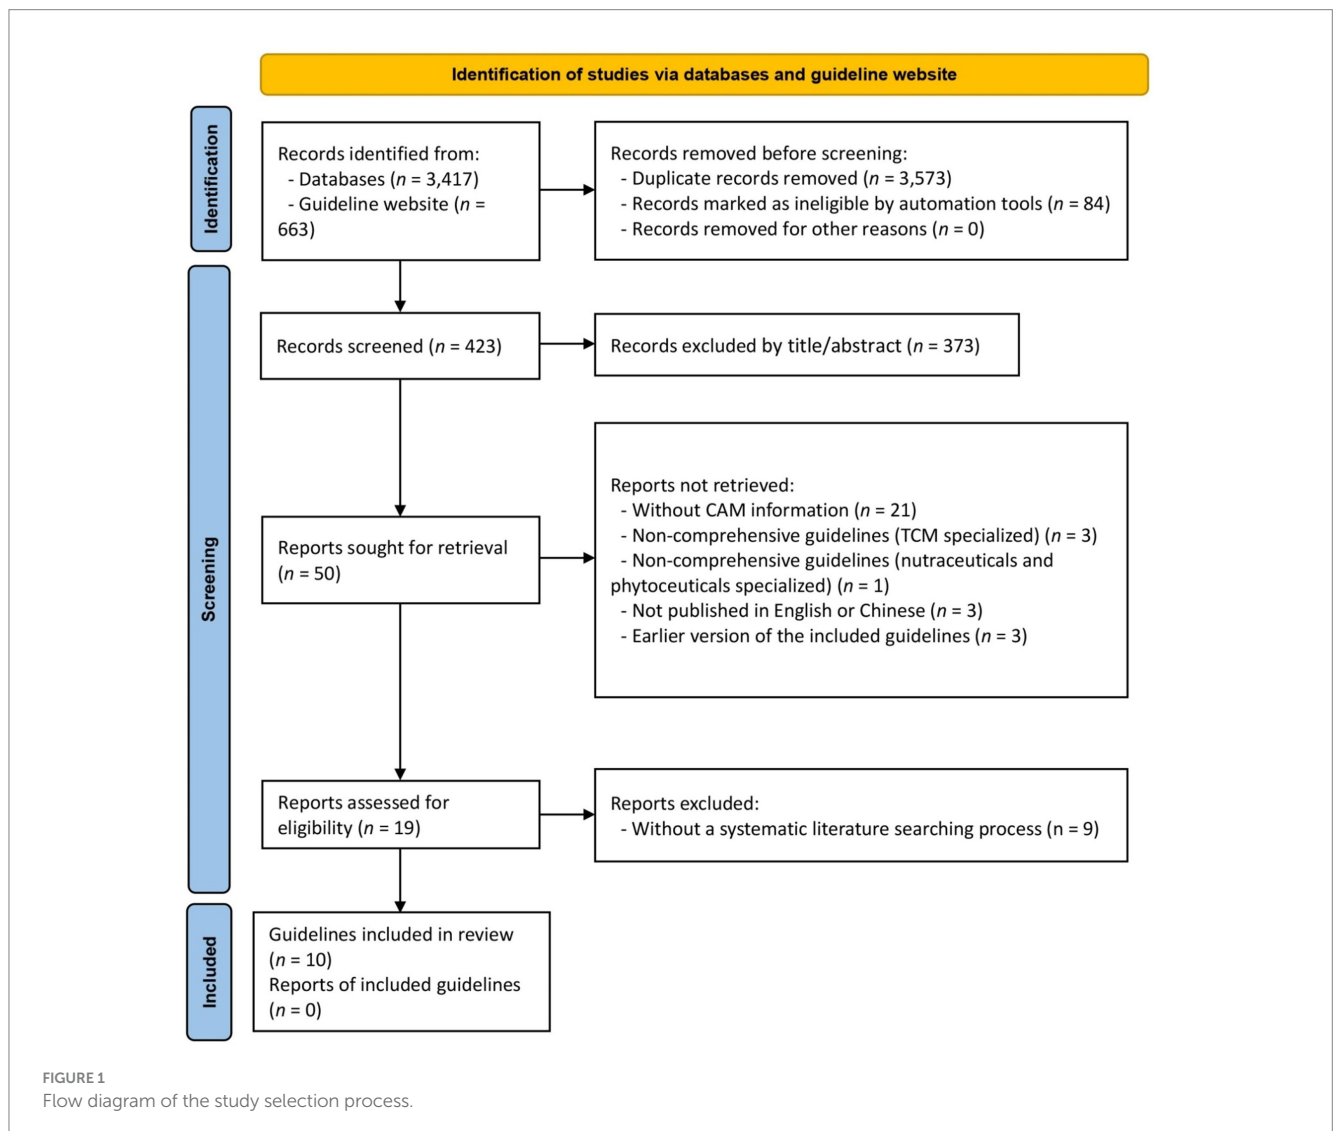 Identification of studies via databases and guideline website
Identification
Records identified from:
- Databases (n = 3,417)
- Guideline website (n =
663)
Records removed before screening:
- Duplicate records removed (n = 3,573)
- Records marked as ineligible by automation tools (n = 84)
- Records removed for other reasons (n = 0)
Screening
Records screened (n = 423)
Records excluded by title/abstract (n = 373)
Reports sought for retrieval
(n = 50)
Reports not retrieved:
- Without CAM information (n = 21)
- Non-comprehensive guidelines (TCM specialized) (n = 3)
- Non-comprehensive guidelines (nutraceuticals and
phytoceuticals specialized) (n = 1)
- Not published in English or Chinese (n = 3)
- Earlier version of the included guidelines (n = 3)
Reports assessed for
eligibility (n = 19)
Reports excluded:
- Without a systematic literature searching process (n = 9)
Included
Guidelines included in review
(n = 10)
Reports of included guidelines
(n = 0)
FIGURE 1
Flow diagram of the study selection process.